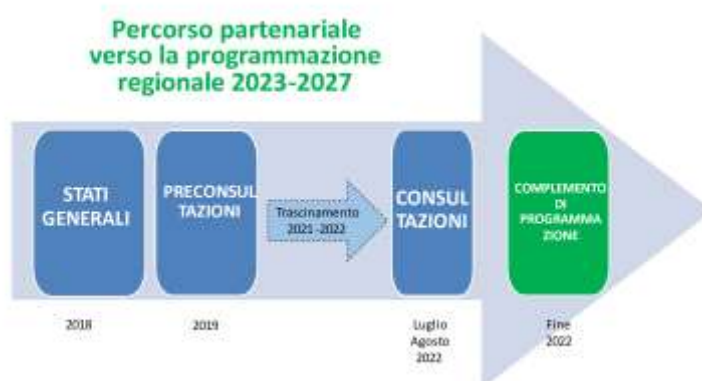 Percorso partenariale
verso la programmazione
regionale 2023-2027
STATI
GENERALI
PRECONSUL
TAZIONI
Trascinamento
2021-2022
CONSUL
TAZIONI
COMPLEMENTO
DI
PROGRAMMA
ZIONE
2018
2019
Luglio
Agosto
2022
Fine
2022